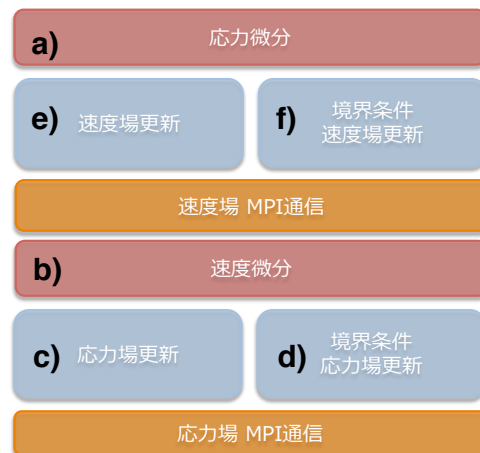 a) 応力微分
e) 速度場更新
f) 境界条件
速度場更新
速度場 MPI通信
b) 速度微分
c) 応力場更新
d) 境界条件
応力場更新
応力場 MPI通信